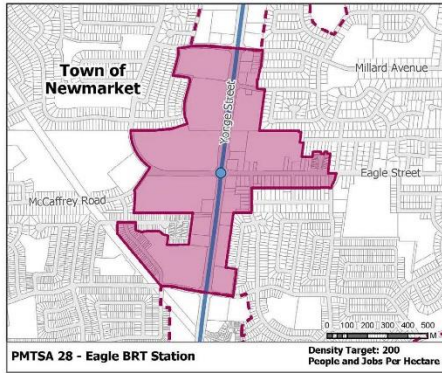 Town of
Newmarket
Millard Avenue
Yonge Street
Eagle Street
McCaffrey Road
0 100 200 300 400 500
M
PMTSA 28 - Eagle BRT Station
Density Target: 200
People and Jobs Per Hectare